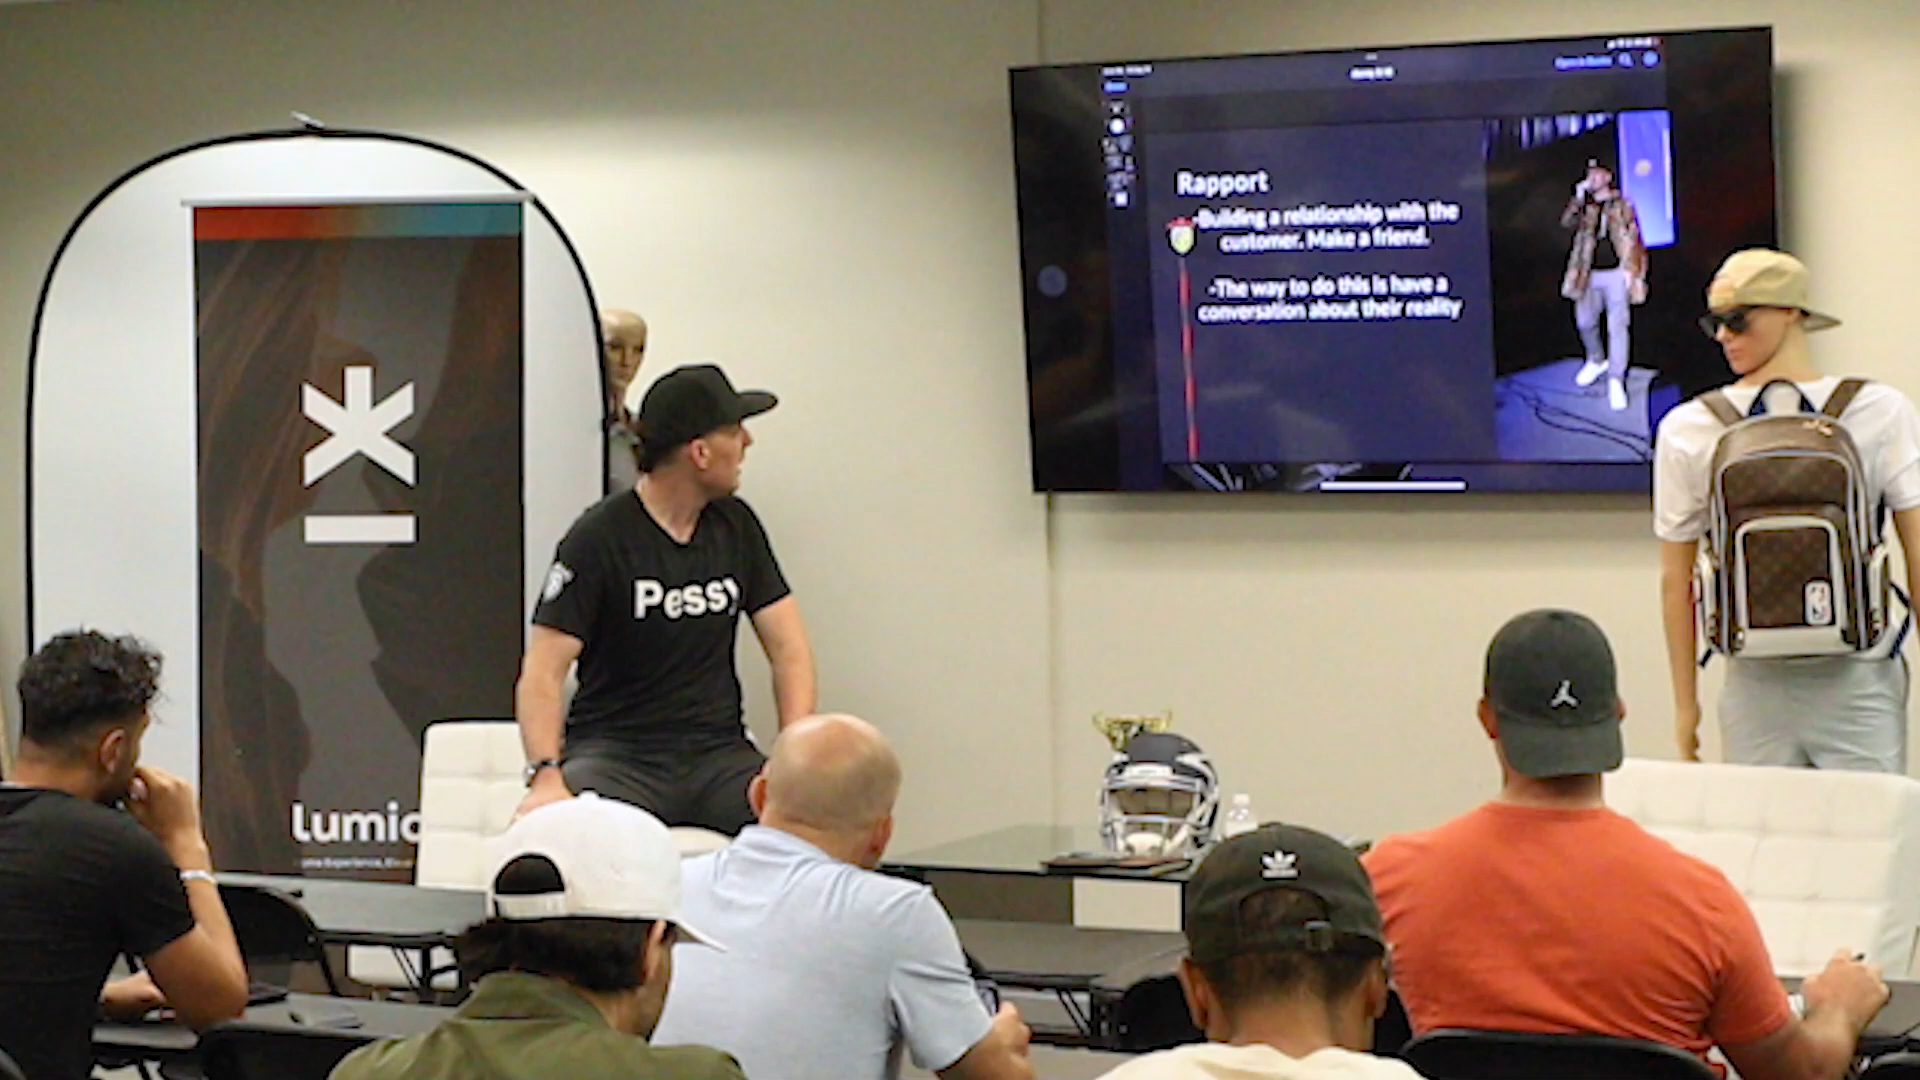 Rapport
-Building a relationship with the
customer. Make a friend.
-The way to do this is have a
conversation about their reality
Pessy
lumio